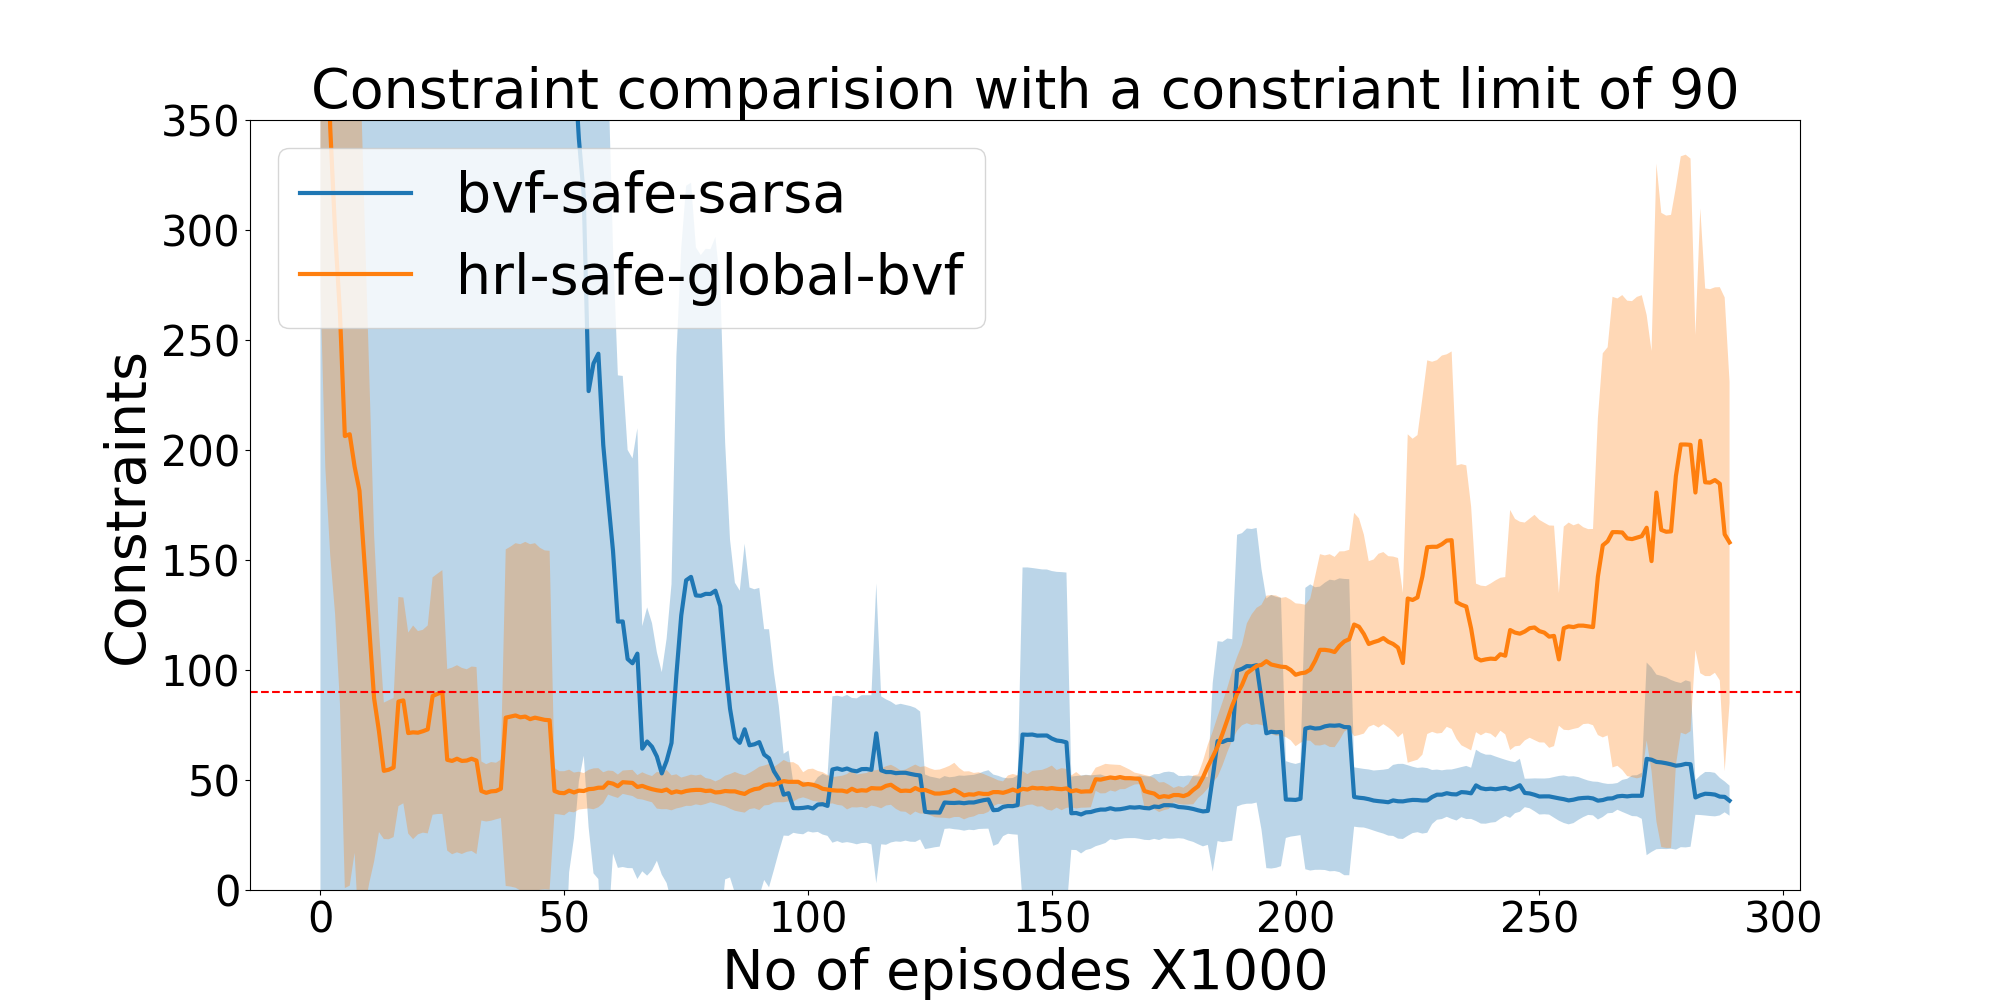 Constraint comparision with a constriant limit of 90
350
300
250
200
150
100
50
0
Constraints
bvf-safe-sarsa
hrl-safe-global-bvf
0 50 100 150 200 250 300
No of episodes X1000